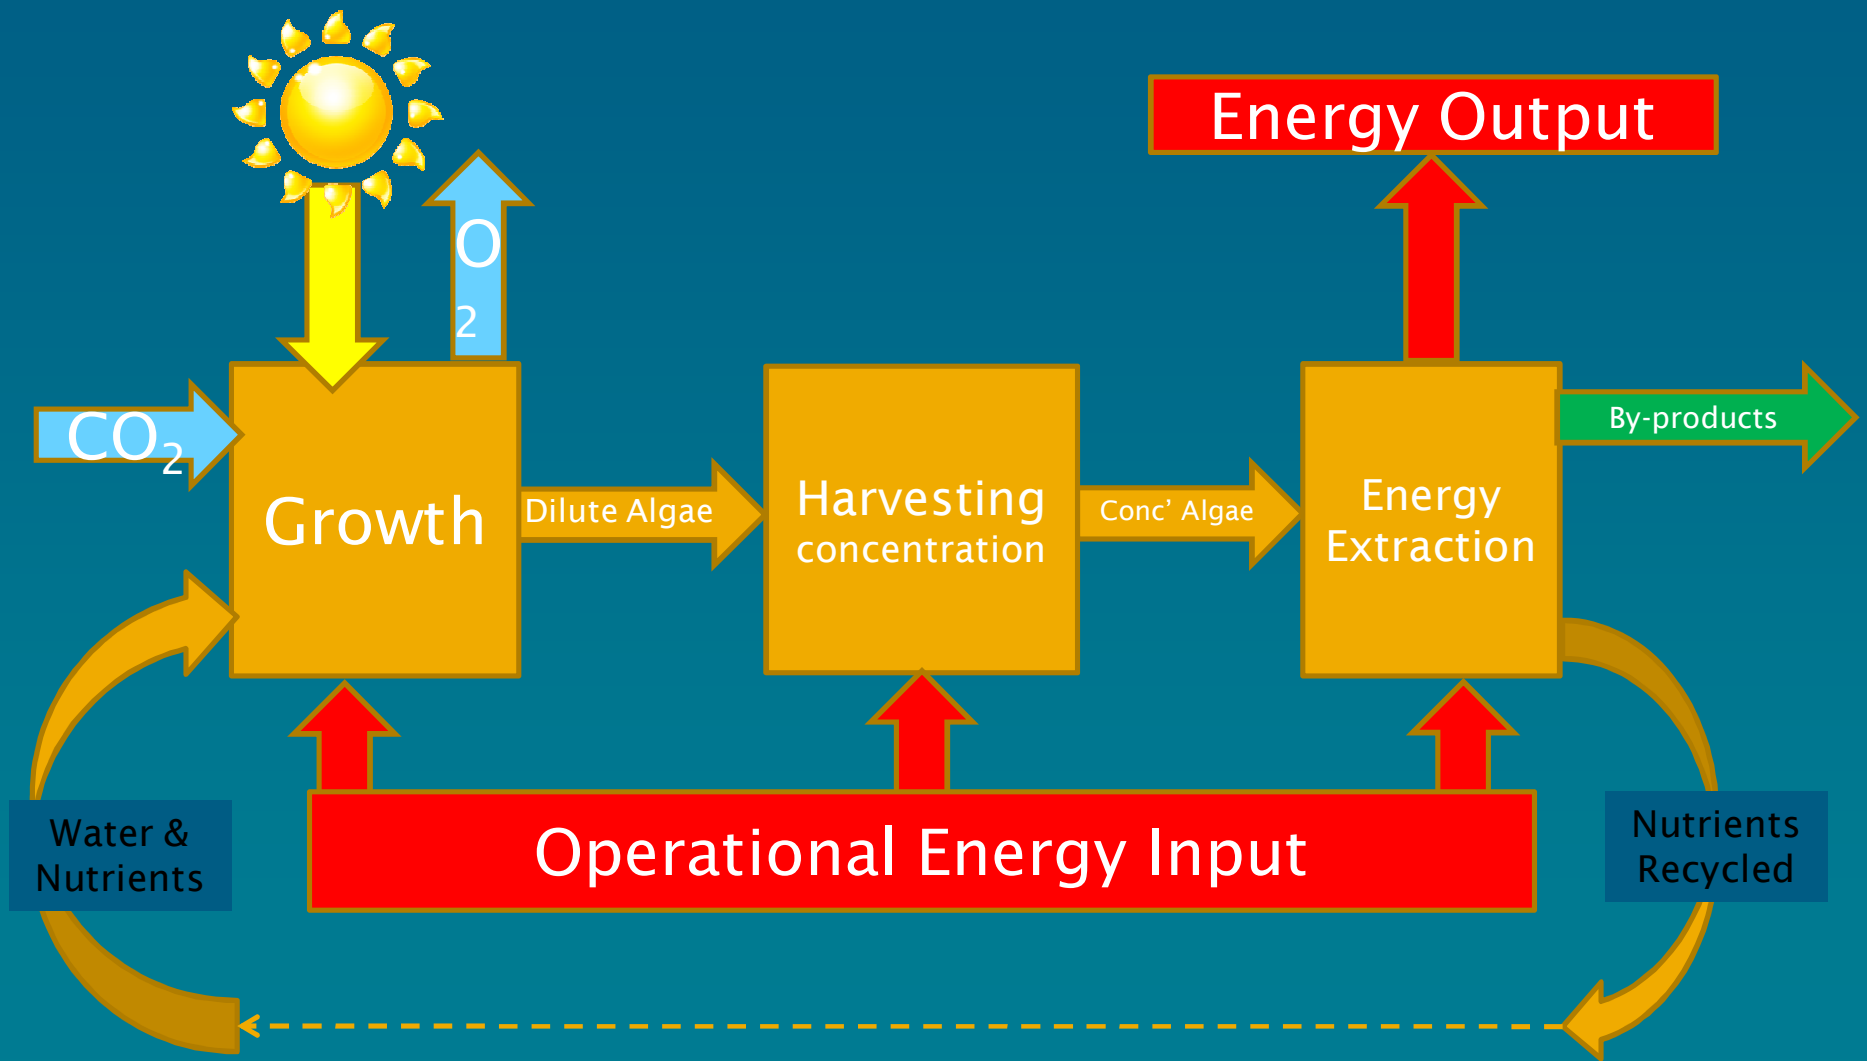 Energy Output
O
2
CO₂
By-products
Growth
Dilute Algae
Harvesting
concentration
Conc’ Algae
Energy
Extraction
Water &
Nutrients
Operational Energy Input
Nutrients
Recycled